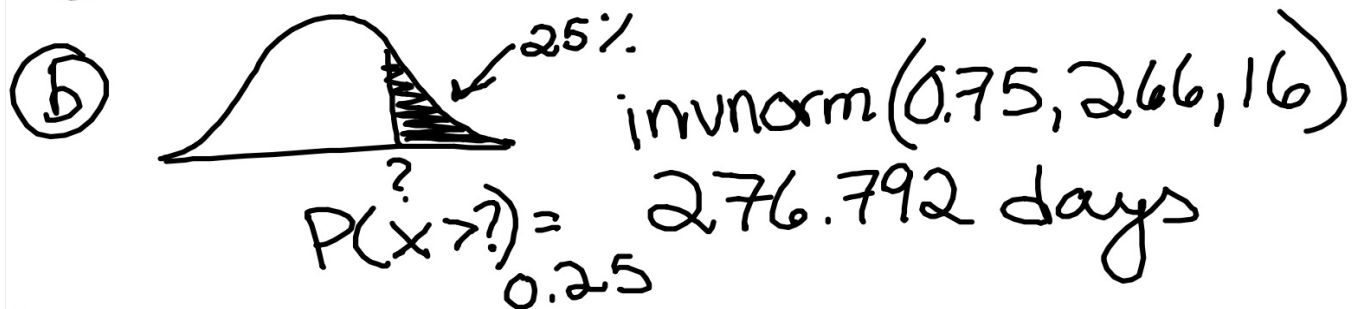 b
25%
invnorm(0.75, 266, 16)
?
P(x>?)=
0.25
276.792 days